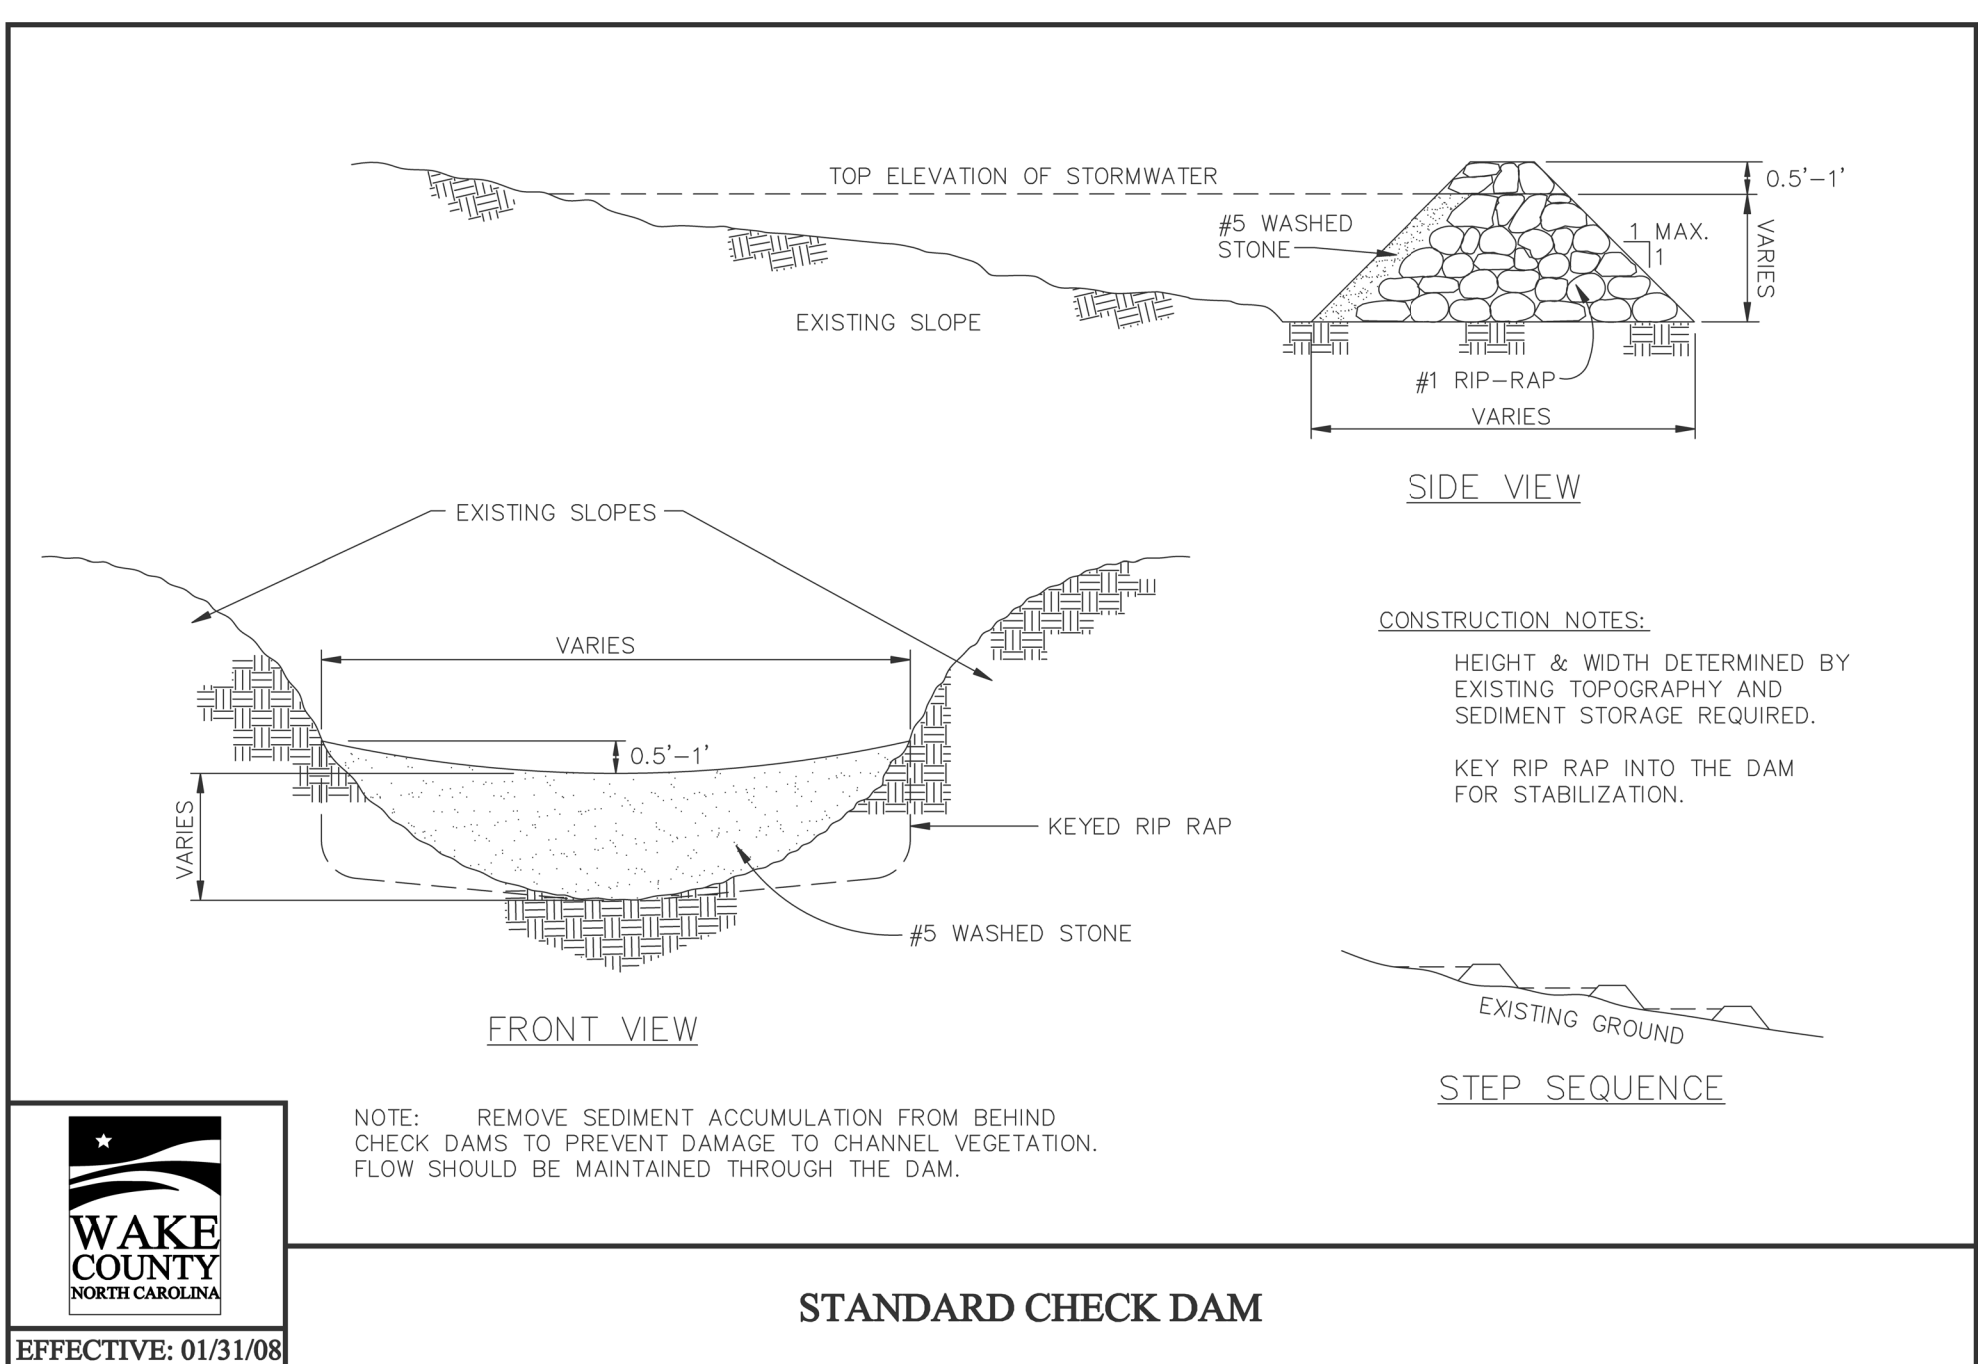 TOP ELEVATION OF STORMWATER
0.5'-1'
#5 WASHED
STONE
1 MAX.
1
VARIES
EXISTING SLOPE
#1 RIP-RAP
VARIES
SIDE VIEW
EXISTING SLOPES
VARIES
0.5'-1'
VARIES
KEYED RIP RAP
#5 WASHED STONE
FRONT VIEW
CONSTRUCTION NOTES:
HEIGHT & WIDTH DETERMINED BY
EXISTING TOPOGRAPHY AND
SEDIMENT STORAGE REQUIRED.
KEY RIP RAP INTO THE DAM
FOR STABILIZATION.
EXISTING GROUND
STEP SEQUENCE
NOTE: REMOVE SEDIMENT ACCUMULATION FROM BEHIND
CHECK DAMS TO PREVENT DAMAGE TO CHANNEL VEGETATION.
FLOW SHOULD BE MAINTAINED THROUGH THE DAM.
WAKE
COUNTY
NORTH CAROLINA
STANDARD CHECK DAM
EFFECTIVE: 01/31/08